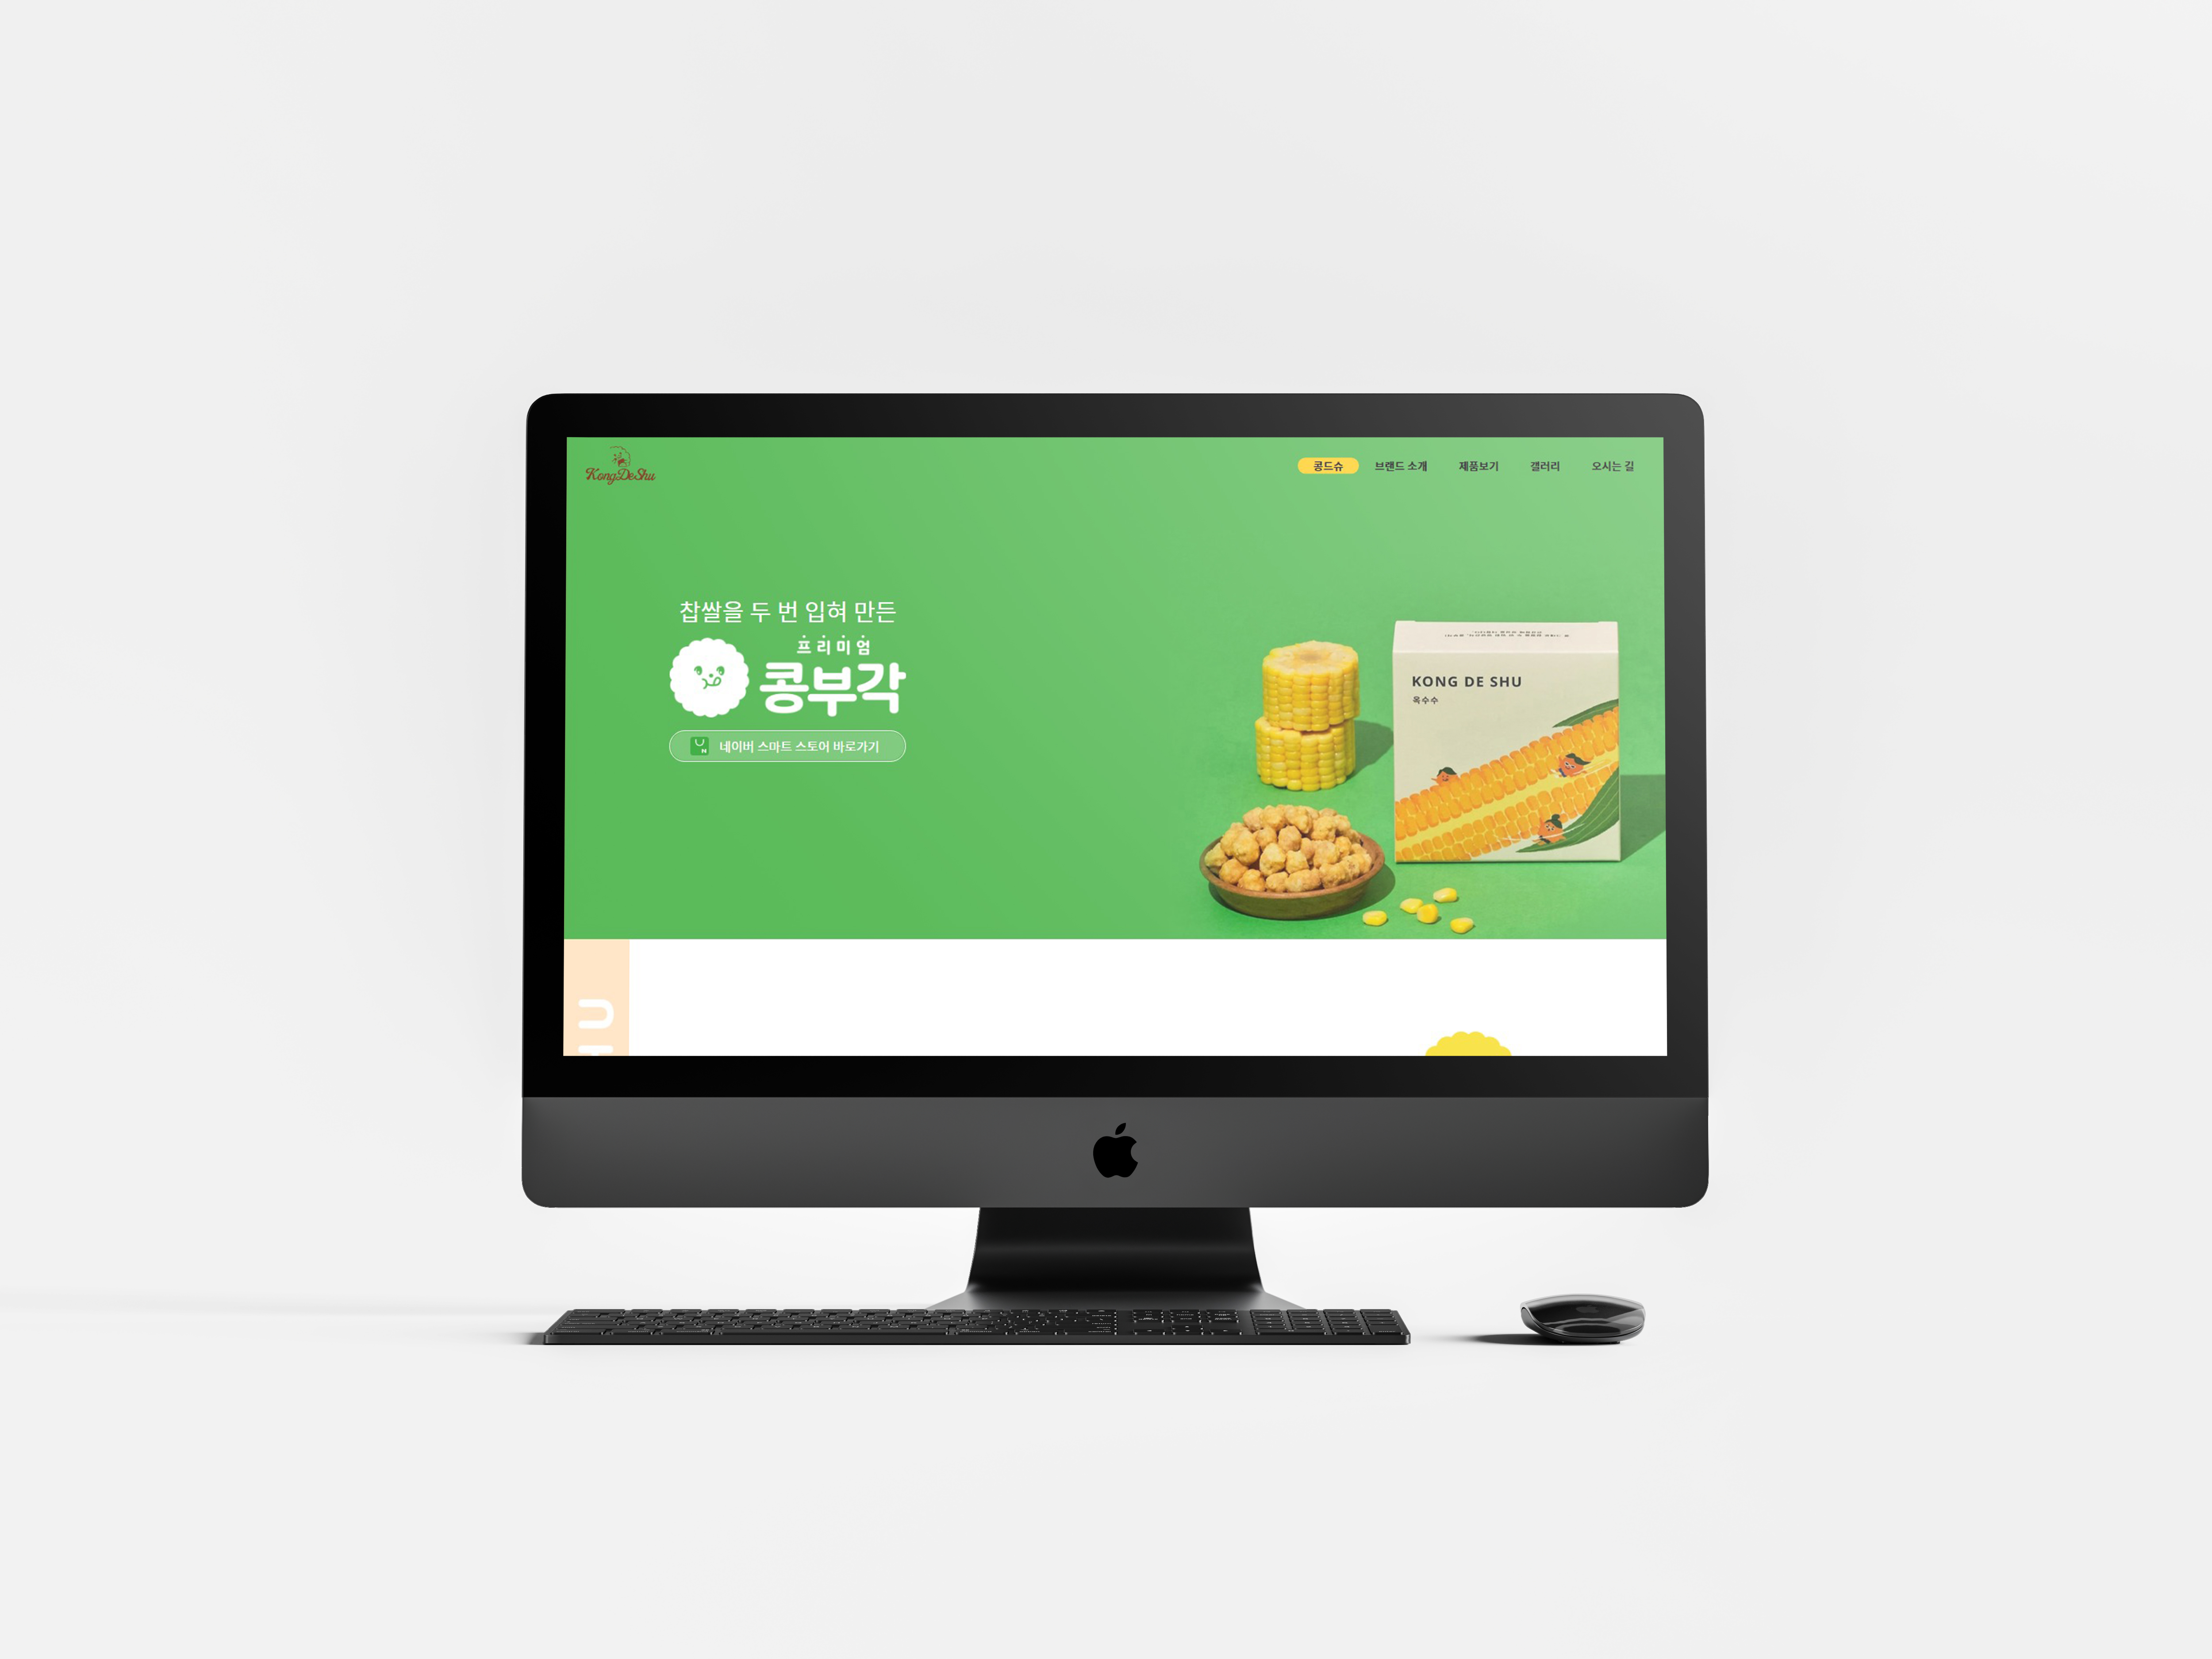 KongDeShu
콩드슈
브랜드 소개
제품보기
갤러리
오시는 길
찹쌀을 두 번 입혀 만든
프리미엄
콩부각
N
네이버 스마트 스토어 바로가기
KONG DE SHU
옥수수
U